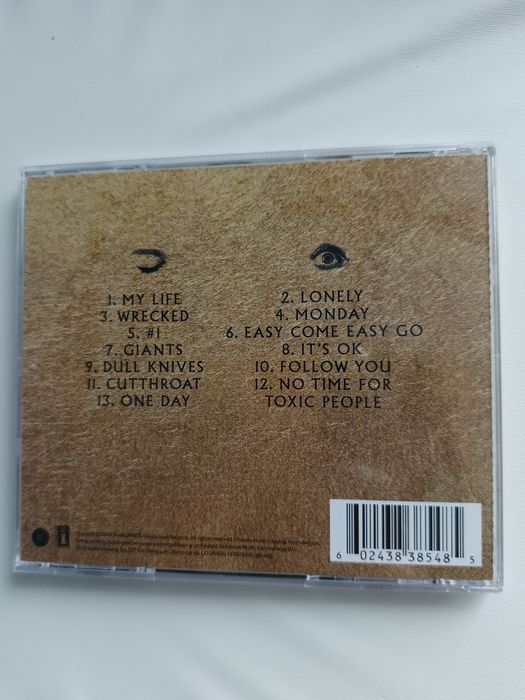 1. MY LIFE
2. LONELY
3. WRECKED
4. MONDAY
5. #1
6. EASY COME EASY GO
7. GIANTS
8. IT'S OK
9. DULL KNIVES
10. FOLLOW YOU
11. CUTTHROAT
12. NO TIME FOR
TOXIC PEOPLE
13. ONE DAY
6 02438 38548 5